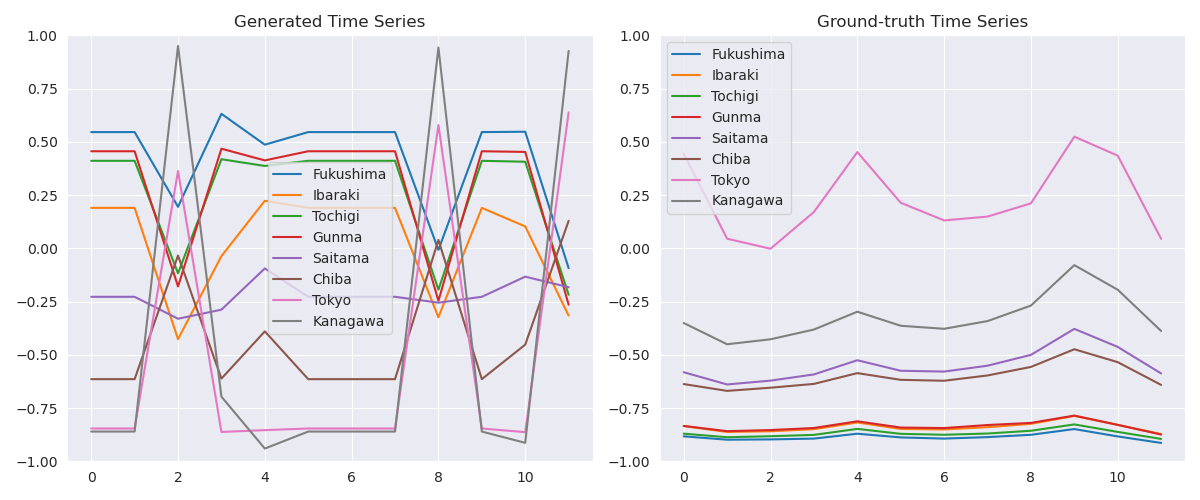 Generated Time Series
1.00
0.75
0.50
0.25
0.00
−0.25
−0.50
−0.75
−1.00
0 2 4 6 8 10
Fukushima
Ibaraki
Tochigi
Gunma
Saitama
Chiba
Tokyo
Kanagawa
Ground-truth Time Series
1.00
0.75
0.50
0.25
0.00
−0.25
−0.50
−0.75
−1.00
0 2 4 6 8 10
Fukushima
Ibaraki
Tochigi
Gunma
Saitama
Chiba
Tokyo
Kanagawa